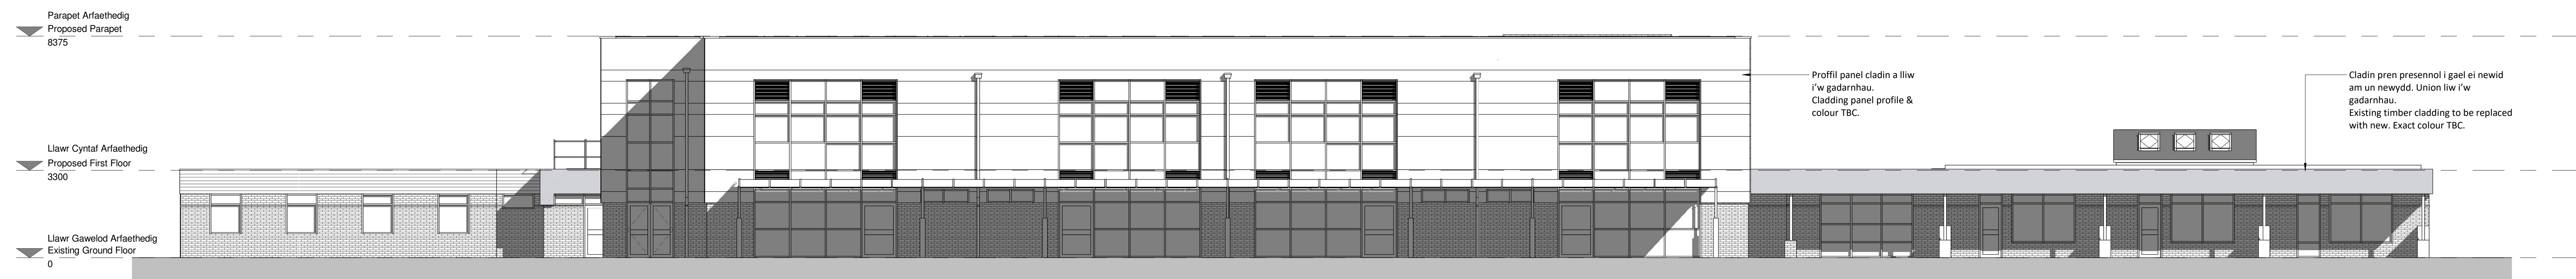 Parapet Arfaethedig
Proposed Parapet
8375
Llawr Cyntaf Arfaethedig
Proposed First Floor
3300
Llawr Gawelod Arfaethedig
Existing Ground Floor
0
Proffil panel cladin a lliw
i'w gadarnhau.
Cladding panel profile &
colour TBC.
Cladin pren presennol i gael ei newid
am un newydd. Union liw i'w
gadarnhau.
Existing timber cladding to be replaced
with new. Exact colour TBC.